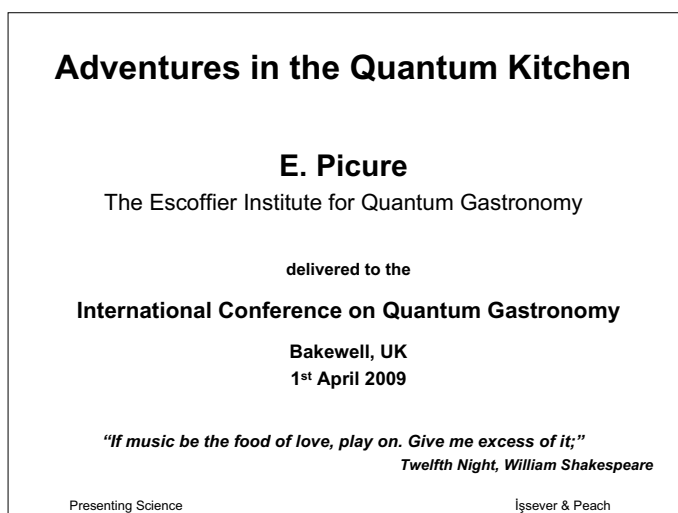 Adventures in the Quantum Kitchen
E. Picure
The Escoffier Institute for Quantum Gastronomy
delivered to the
International Conference on Quantum Gastronomy
Bakewell, UK
1st April 2009
“If music be the food of love, play on. Give me excess of it;”
Twelfth Night, William Shakespeare
Presenting Science İşsever & Peach